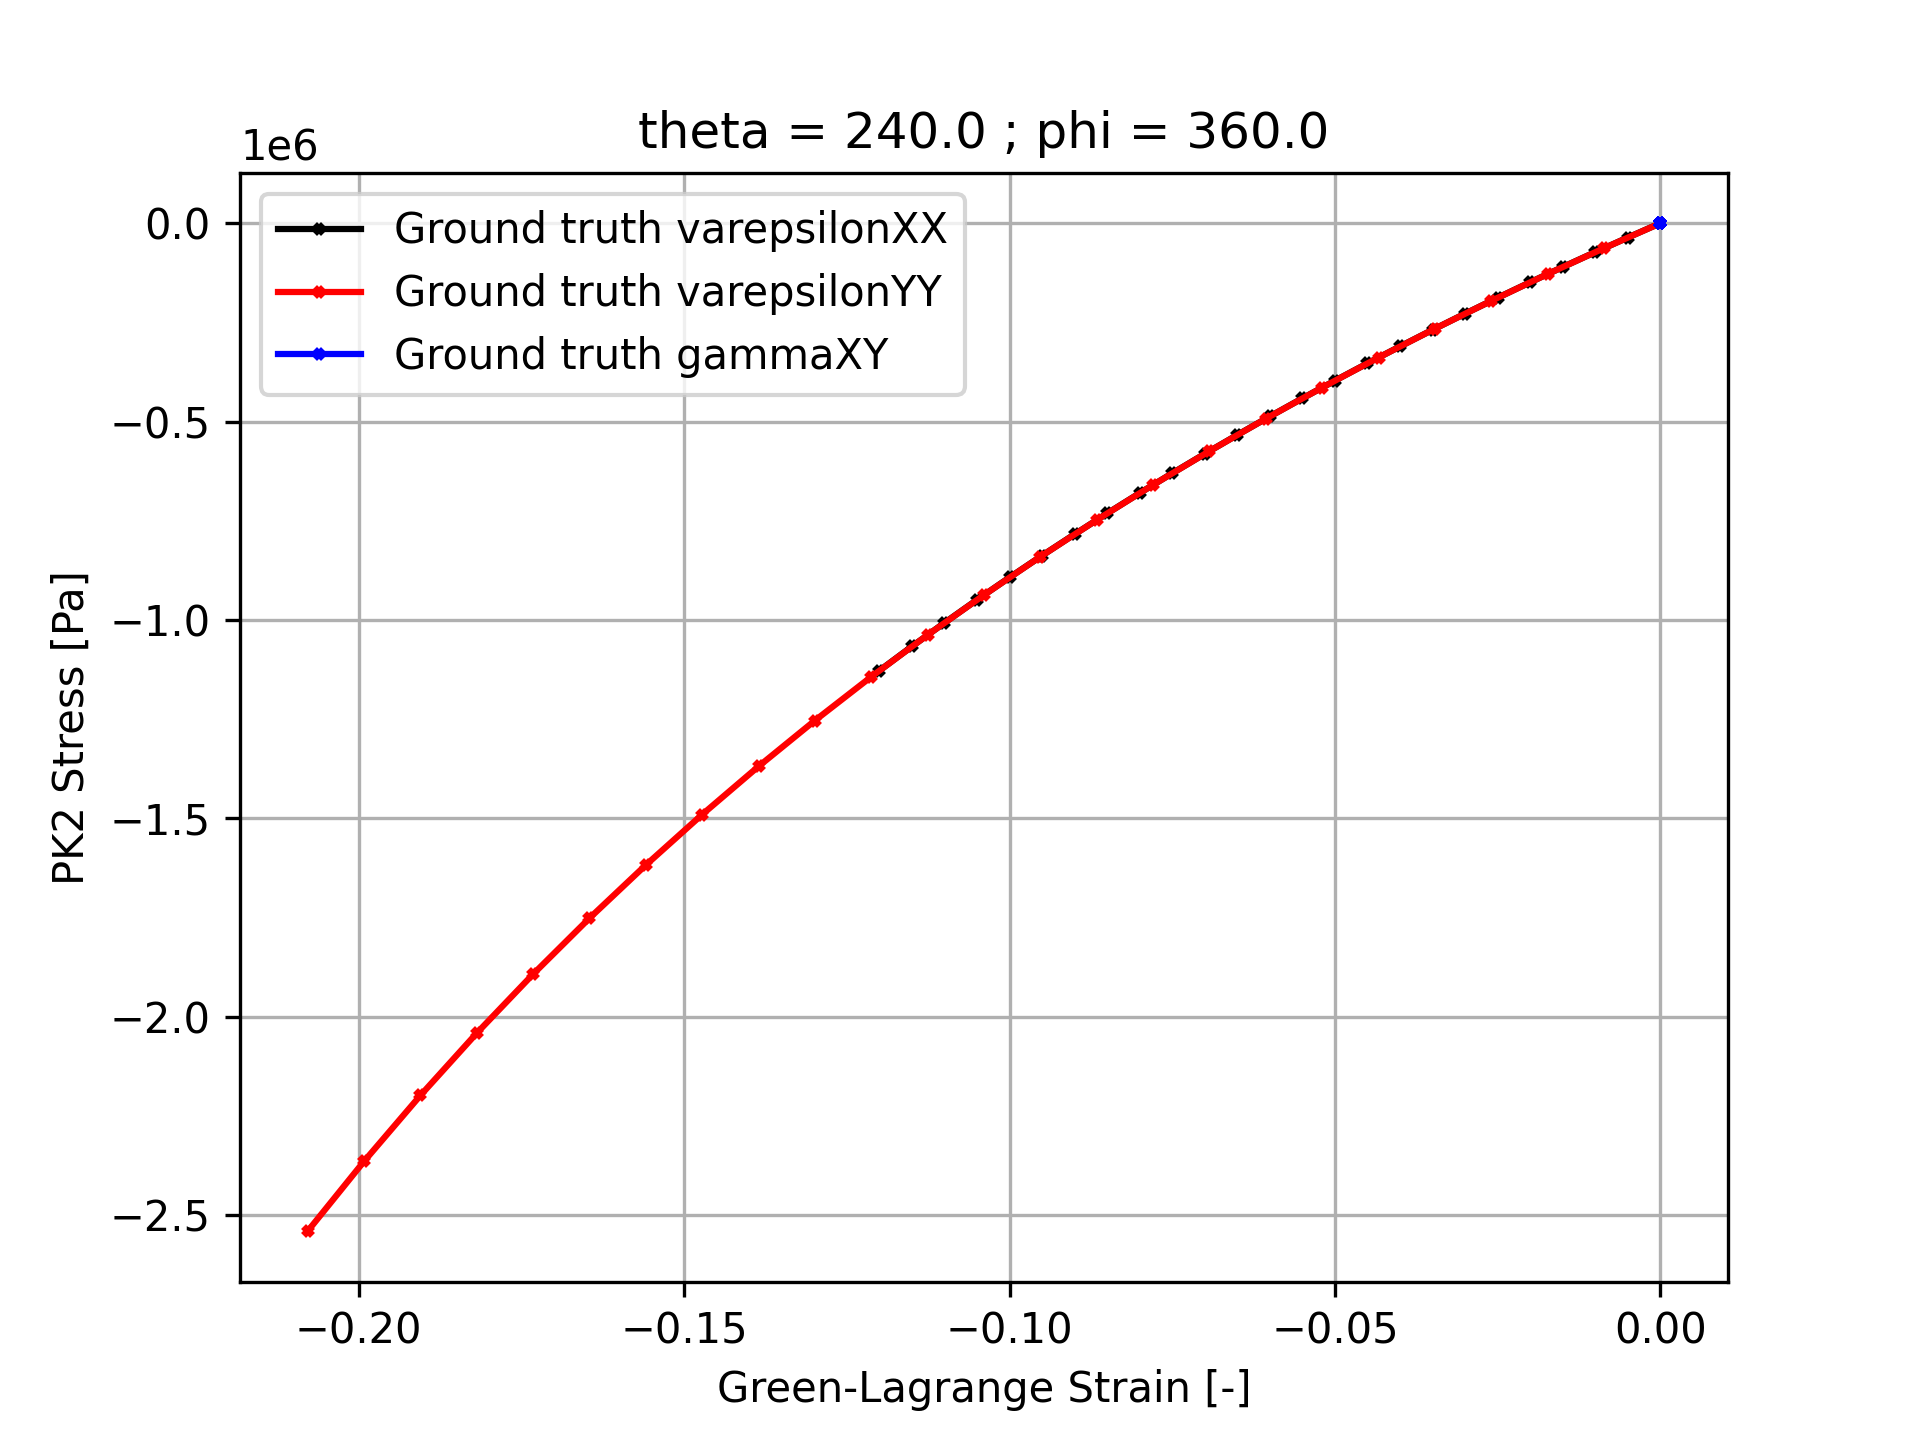 theta = 240.0 ; phi = 360.0
1e6
Ground truth varepsilonXX
Ground truth varepsilonYY
Ground truth gammaXY
0.0
−0.5
−1.0
−1.5
−2.0
−2.5
PK2 Stress [Pa]
−0.20 −0.15 −0.10 −0.05 0.00
Green-Lagrange Strain [-]